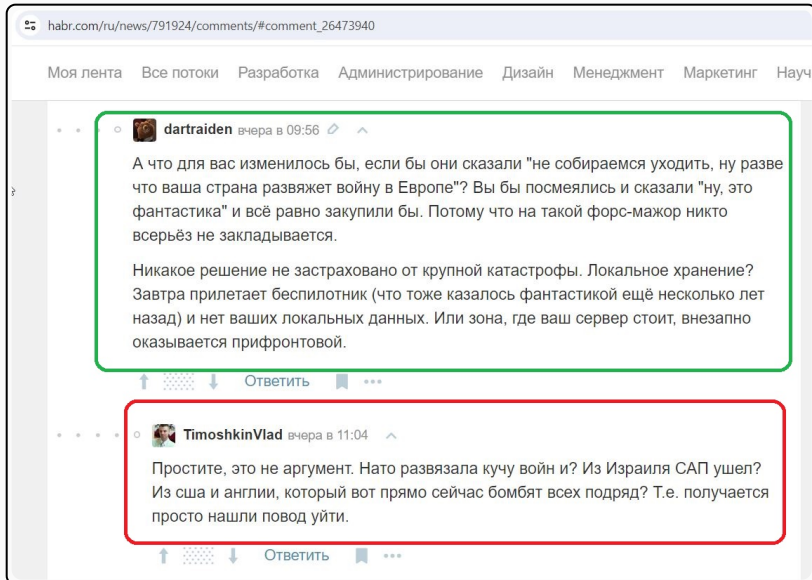 habr.com/ru/news/791924/comments/#comment_26473940
Моя лента Все потоки Разработка Администрирование Дизайн Менеджмент Маркетинг Науч
dartraiden вчера в 09:56
А что для вас изменилось бы, если бы они сказали "не собираемся уходить, ну разве
что ваша страна развяжет войну в Европе"? Вы бы посмеялись и сказали "ну, это
фантастика" и всё равно закупили бы. Потому что на такой форс-мажор никто
всерьёз не закладывается.
Никакое решение не застраховано от крупной катастрофы. Локальное хранение?
Завтра прилетает беспилотник (что тоже казалось фантастикой ещё несколько лет
назад) и нет ваших локальных данных. Или зона, где ваш сервер стоит, внезапно
оказывается прифронтовой.
Ответить
TimoshkinVlad вчера в 11:04
Простите, это не аргумент. Нато развязала кучу войн и? Из Израиля САП ушел?
Из сша и англии, который вот прямо сейчас бомбят всех подряд? Т.е. получается
просто нашли повод уйти.
Ответить